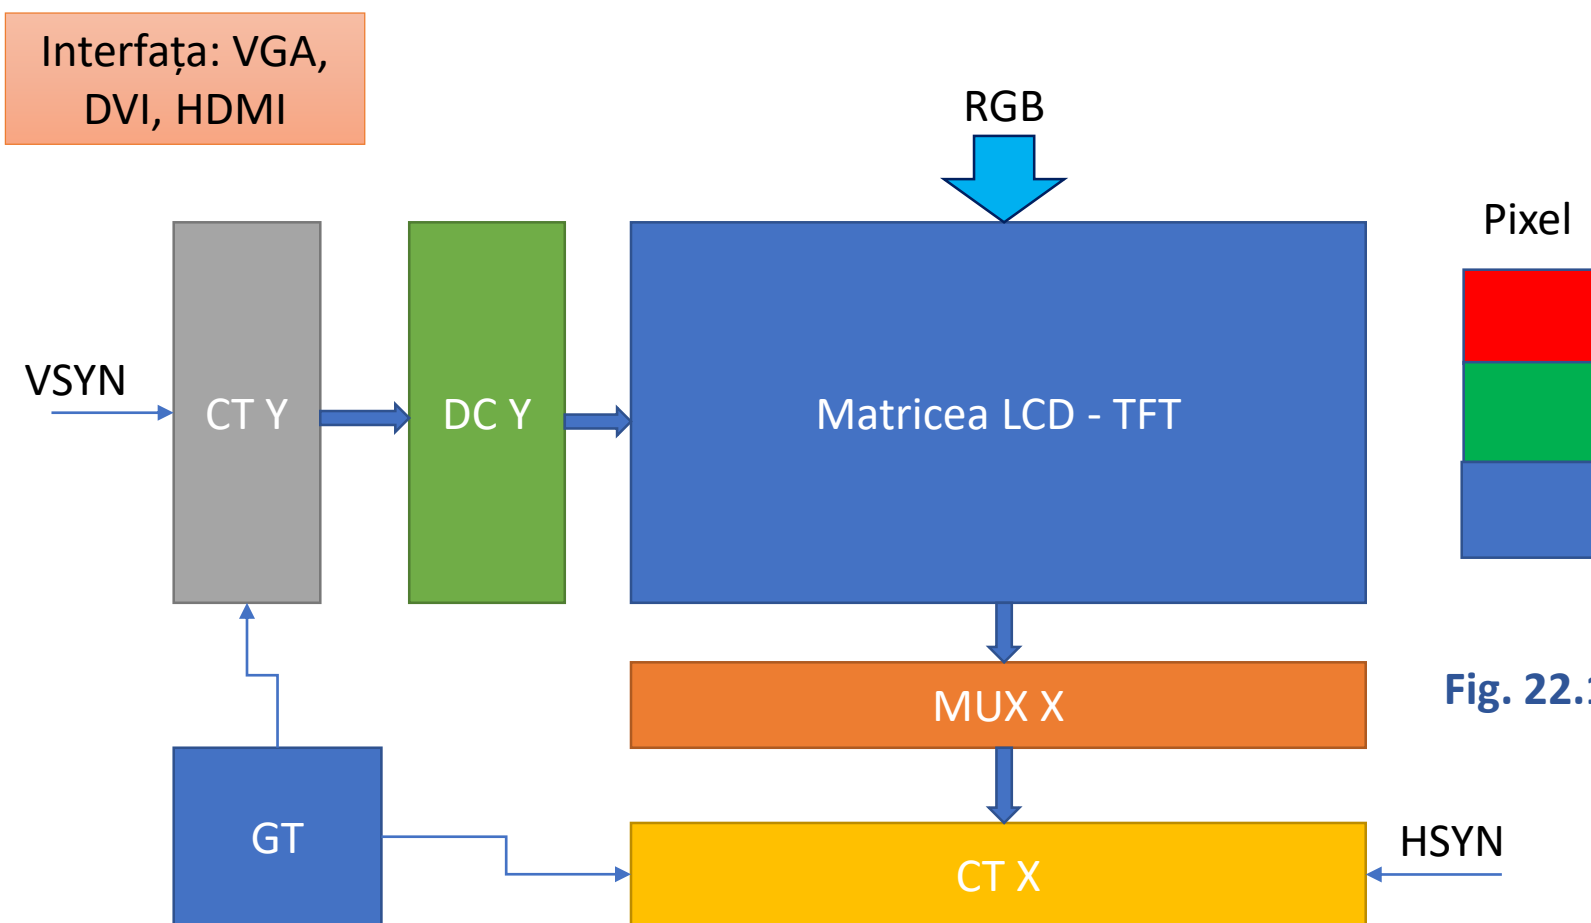 Interfața: VGA,
DVI, HDMI
RGB
Pixel
VSYN
CT Y
DC Y
Matricea LCD - TFT
MUX X
Fig. 22.
GT
HSYN
CT X